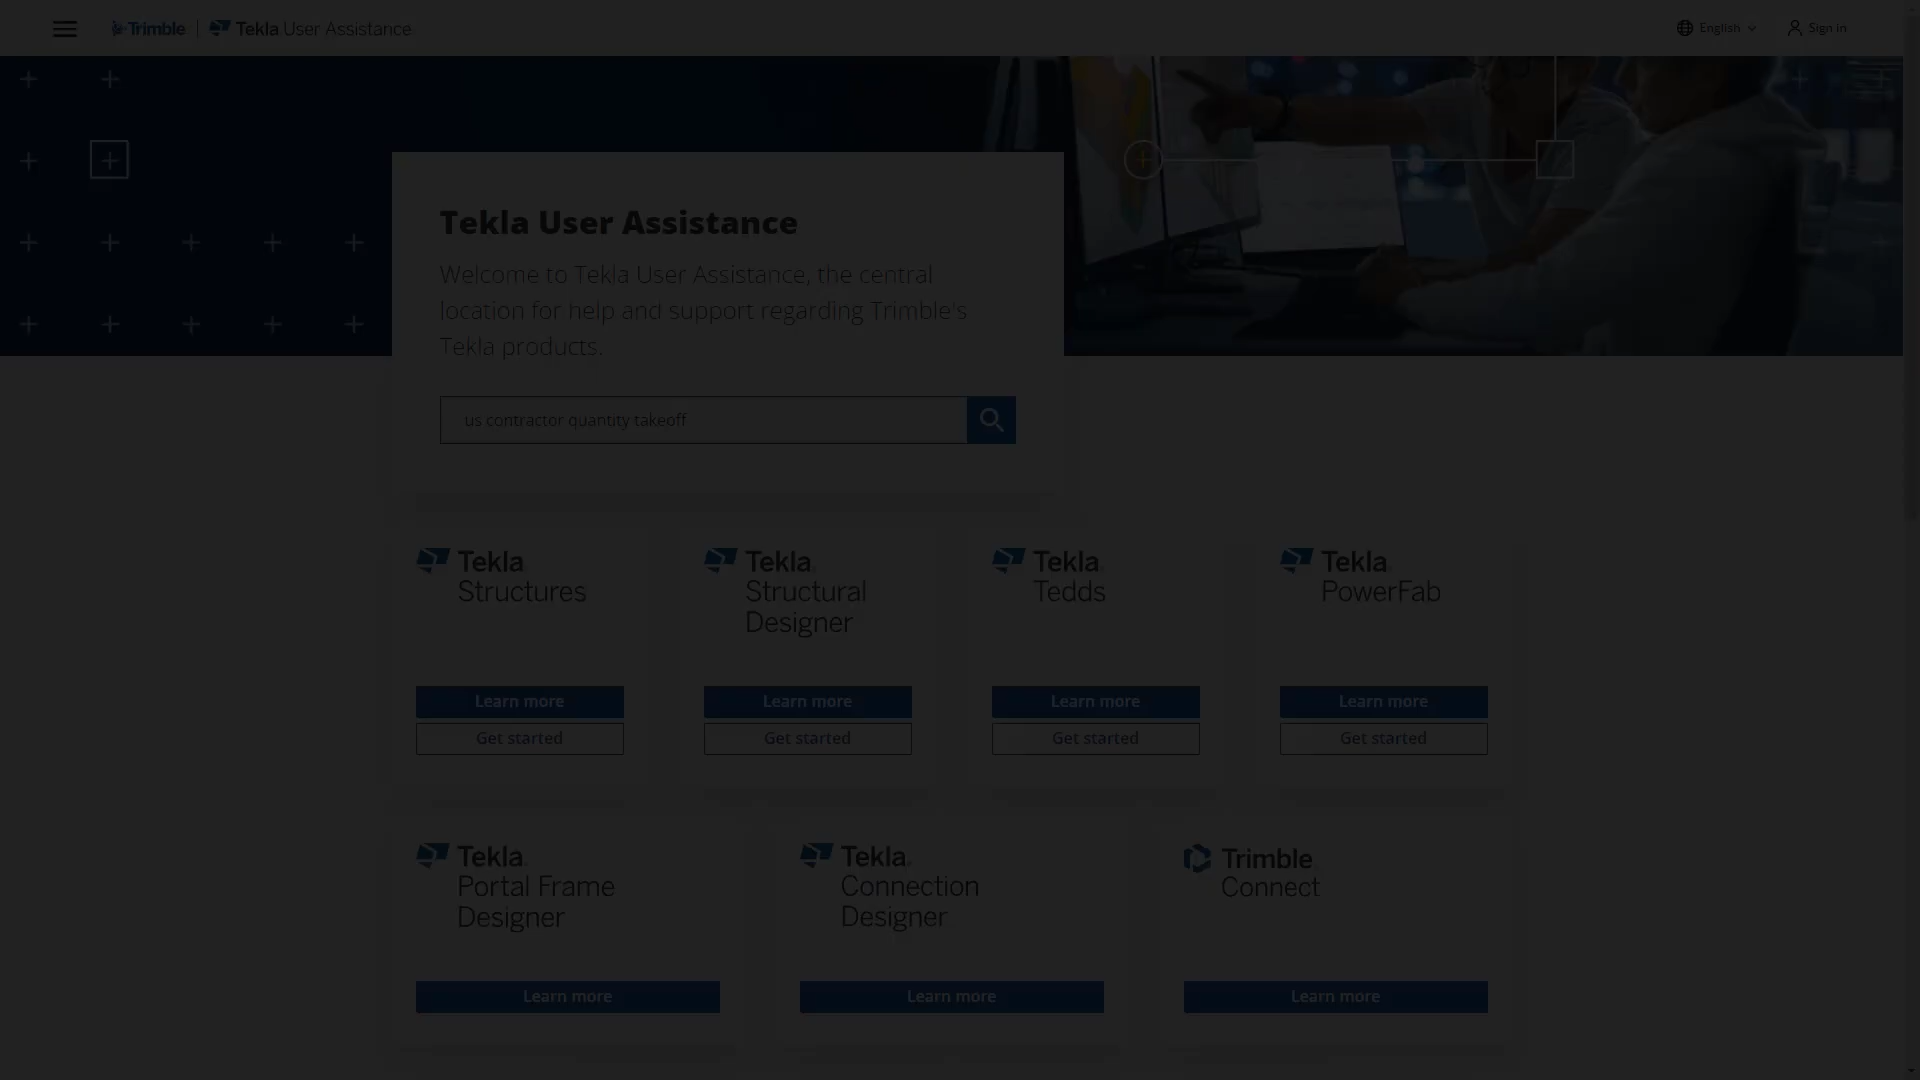 Trimble
Tekla User Assistance
English
Sign in
Tekla User Assistance
Welcome to Tekla User Assistance, the central
location for help and support regarding Trimble's
Tekla products.
us contractor quantity takeoff
Tekla
Structures
Learn more
Get started
Tekla
Structural
Designer
Learn more
Get started
Tekla
Tedds
Learn more
Get started
Tekla
PowerFab
Learn more
Get started
Tekla
Portal Frame
Designer
Learn more
Tekla
Connection
Designer
Learn more
Trimble
Connect
Learn more